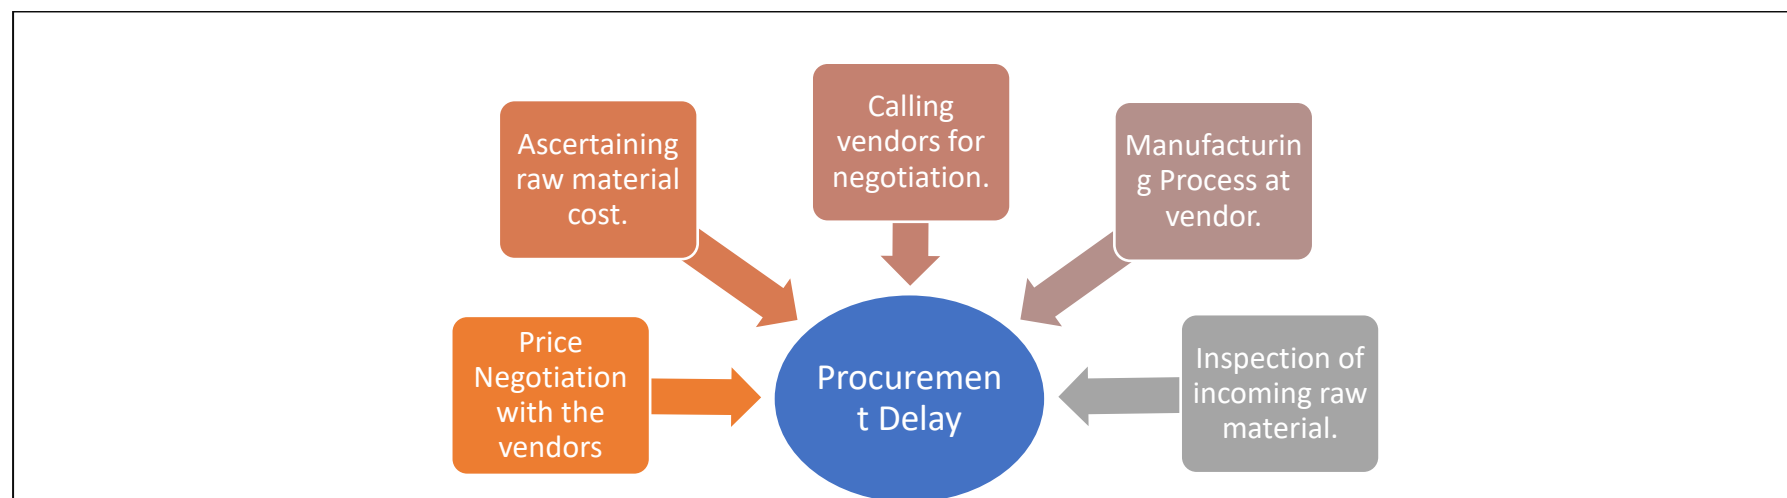 Calling
vendors for
negotiation.
Ascertaining
raw material
cost.
Manufacturin
g Process at
vendor.
Price
Negotiation
with the
vendors
Procuremen
t Delay
Inspection of
incoming raw
material.